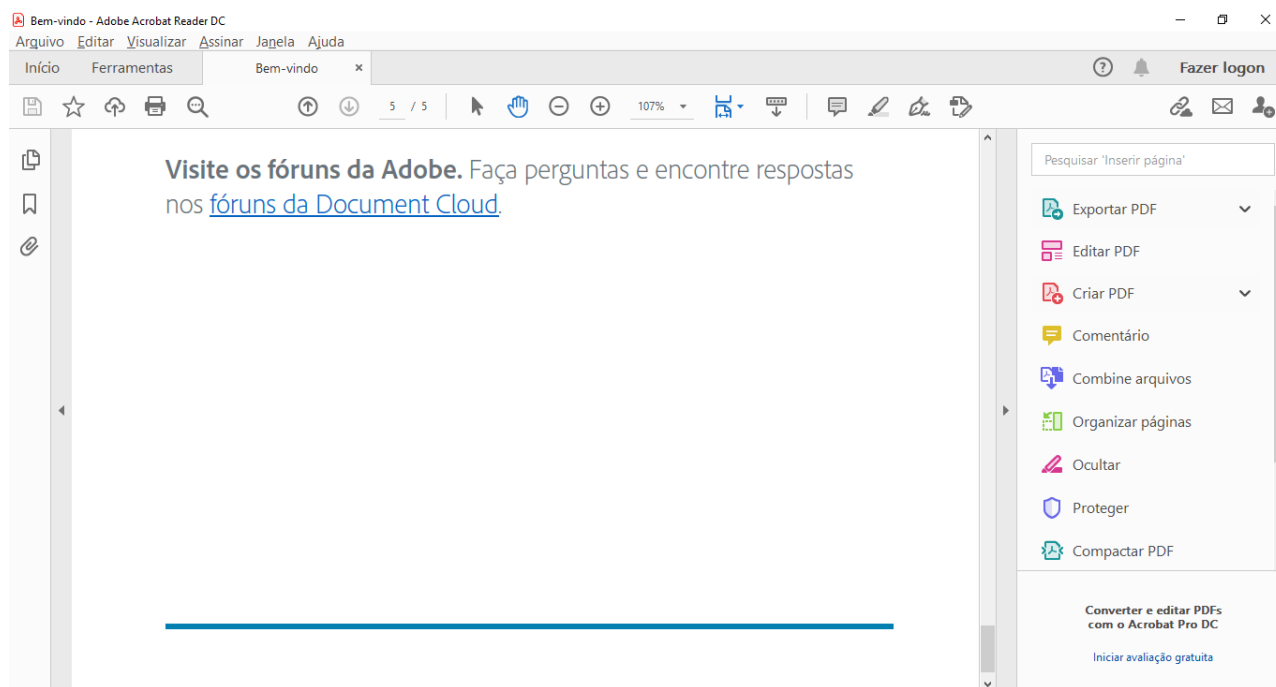 Bem-vindo - Adobe Acrobat Reader DC
Arquivo Editar Visualizar Assinar Janela Ajuda
Início Ferramentas Bem-vindo × ? Fazer logon
5 / 5 107%
Visite os fóruns da Adobe. Faça perguntas e encontre respostas
nos fóruns da Document Cloud.
Pesquisar 'Inserir página'
Exportar PDF
Editar PDF
Criar PDF
Comentário
Combine arquivos
Organizar páginas
Ocultar
Proteger
Compactar PDF
Converter e editar PDFs
com o Acrobat Pro DC
Iniciar avaliação gratuita